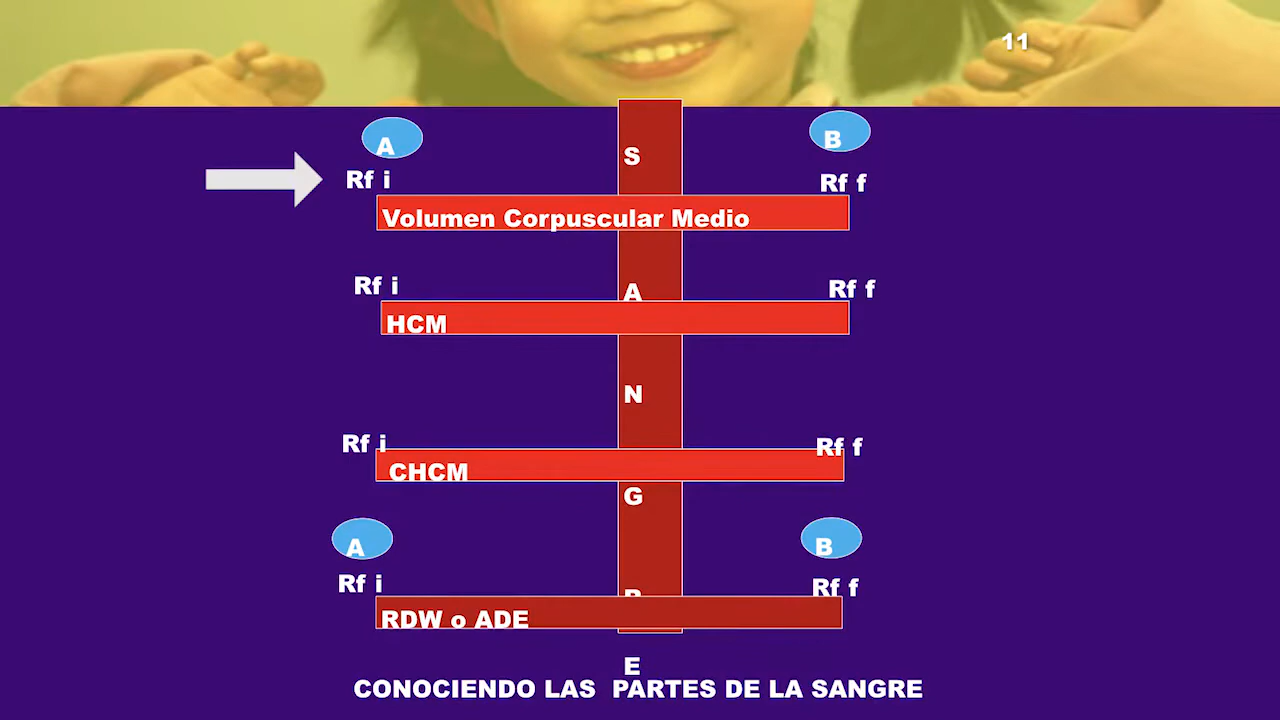 11
A
B
S
Rf i
Rf f
Volumen Corpuscular Medio
Rf i
Rf f
A
HCM
N
Rf i
Rf f
CHCM
G
A
B
Rf i
Rf f
RDW o ADE
E
CONOCIENDO LAS PARTES DE LA SANGRE